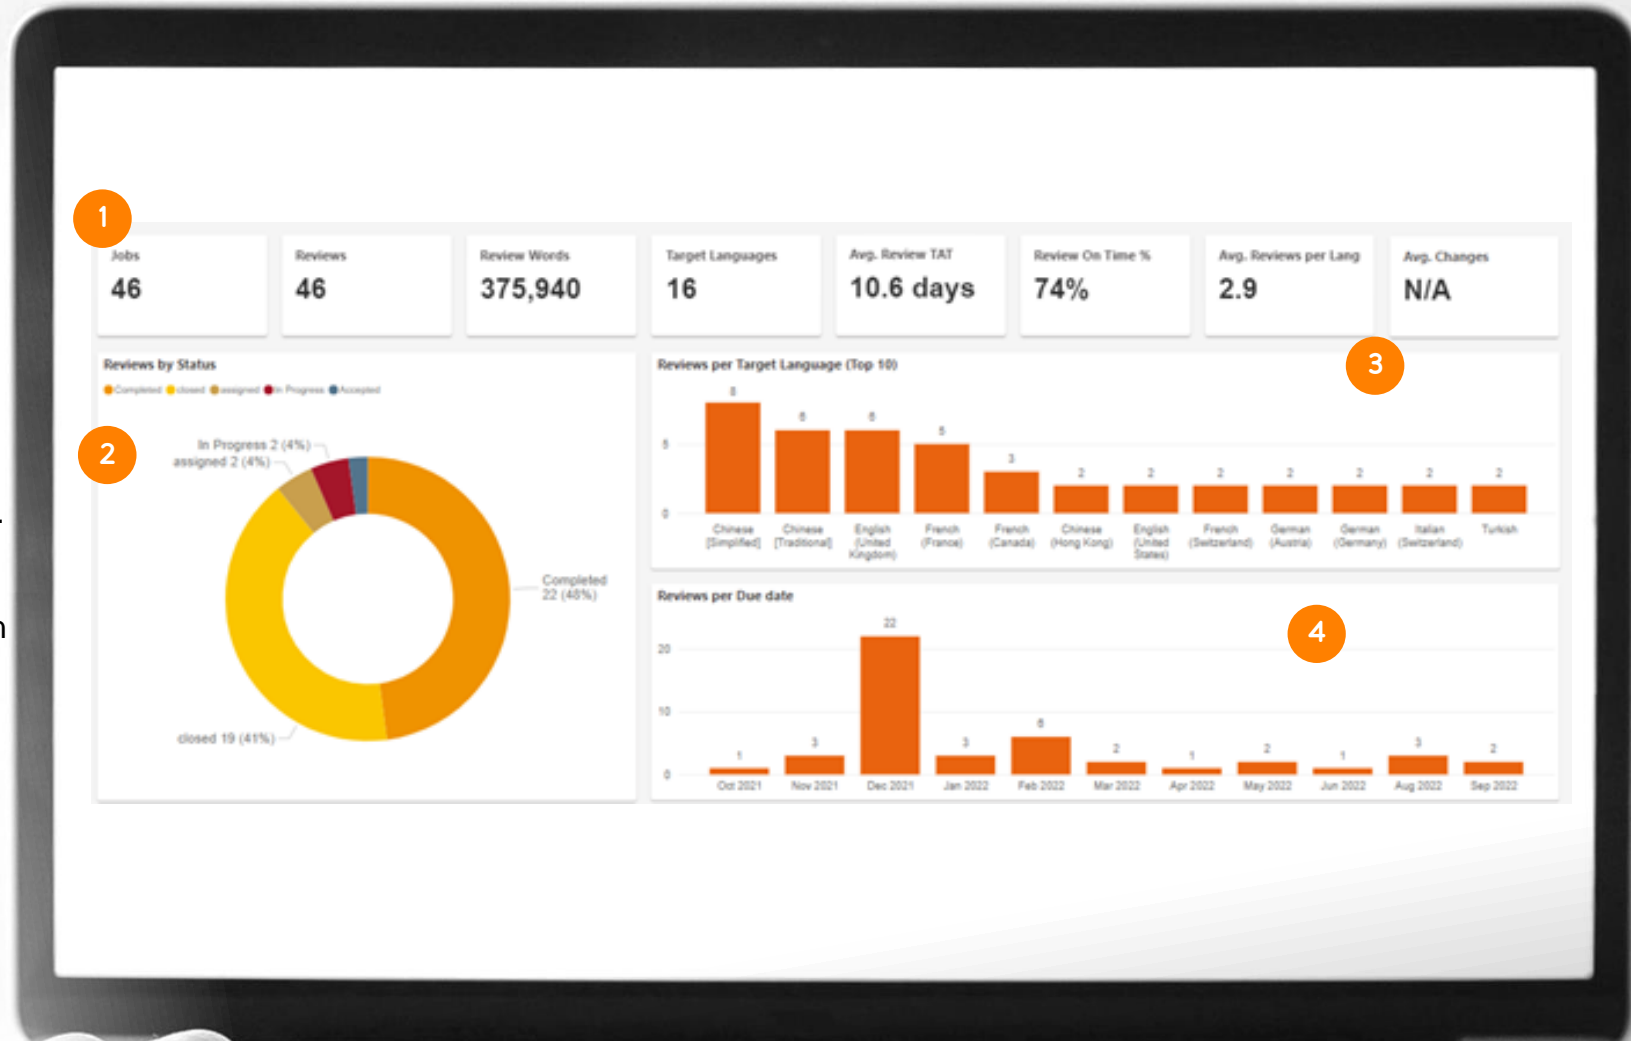 1
Jobs
46
Reviews
46
Review Words
375,940
Target Languages
16
Avg. Review TAT
10.6 days
Review On Time %
74%
Avg. Reviews per Lang
2.9
Avg. Changes
N/A
Reviews by Status
Completed closed assigned In Progress Accepted
2
In Progress 2 (4%)
assigned 2 (4%)
Completed
22 (48%)
closed 19 (41%)
Reviews per Target Language (Top 10)
3
8
6
6
5
3
2
2
2
2
2
2
2
5
0
Chinese
[Simplified]
Chinese
[Traditional]
English
(United
Kingdom)
French
(France)
French
(Canada)
Chinese
(Hong Kong)
English
(United
States)
French
(Switzerland)
German
(Austria)
German
(Germany)
Italian
(Switzerland)
Turkish
Reviews per Due date
4
20
10
0
1
3
22
3
6
2
1
2
1
3
2
Oct 2021
Nov 2021
Dec 2021
Jan 2022
Feb 2022
Mar 2022
Apr 2022
May 2022
Jun 2022
Aug 2022
Sep 2022